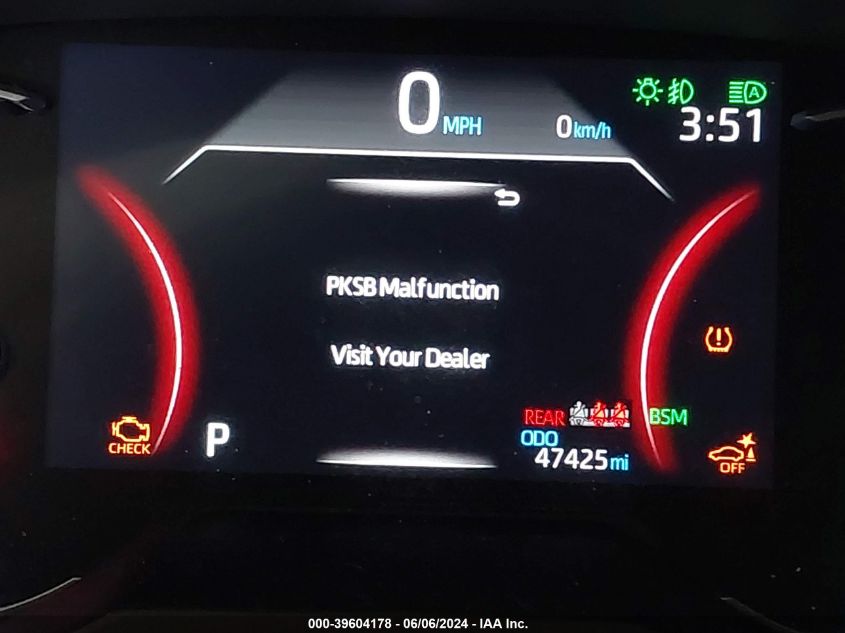 0 MPH
0 km/h
A
3:51
PKSB Malfunction
Visit Your Dealer
REAR BSM
CHECK
P
ODO
47425 mi
OFF
000-39604178 - 06/06/2024 - IAA Inc.